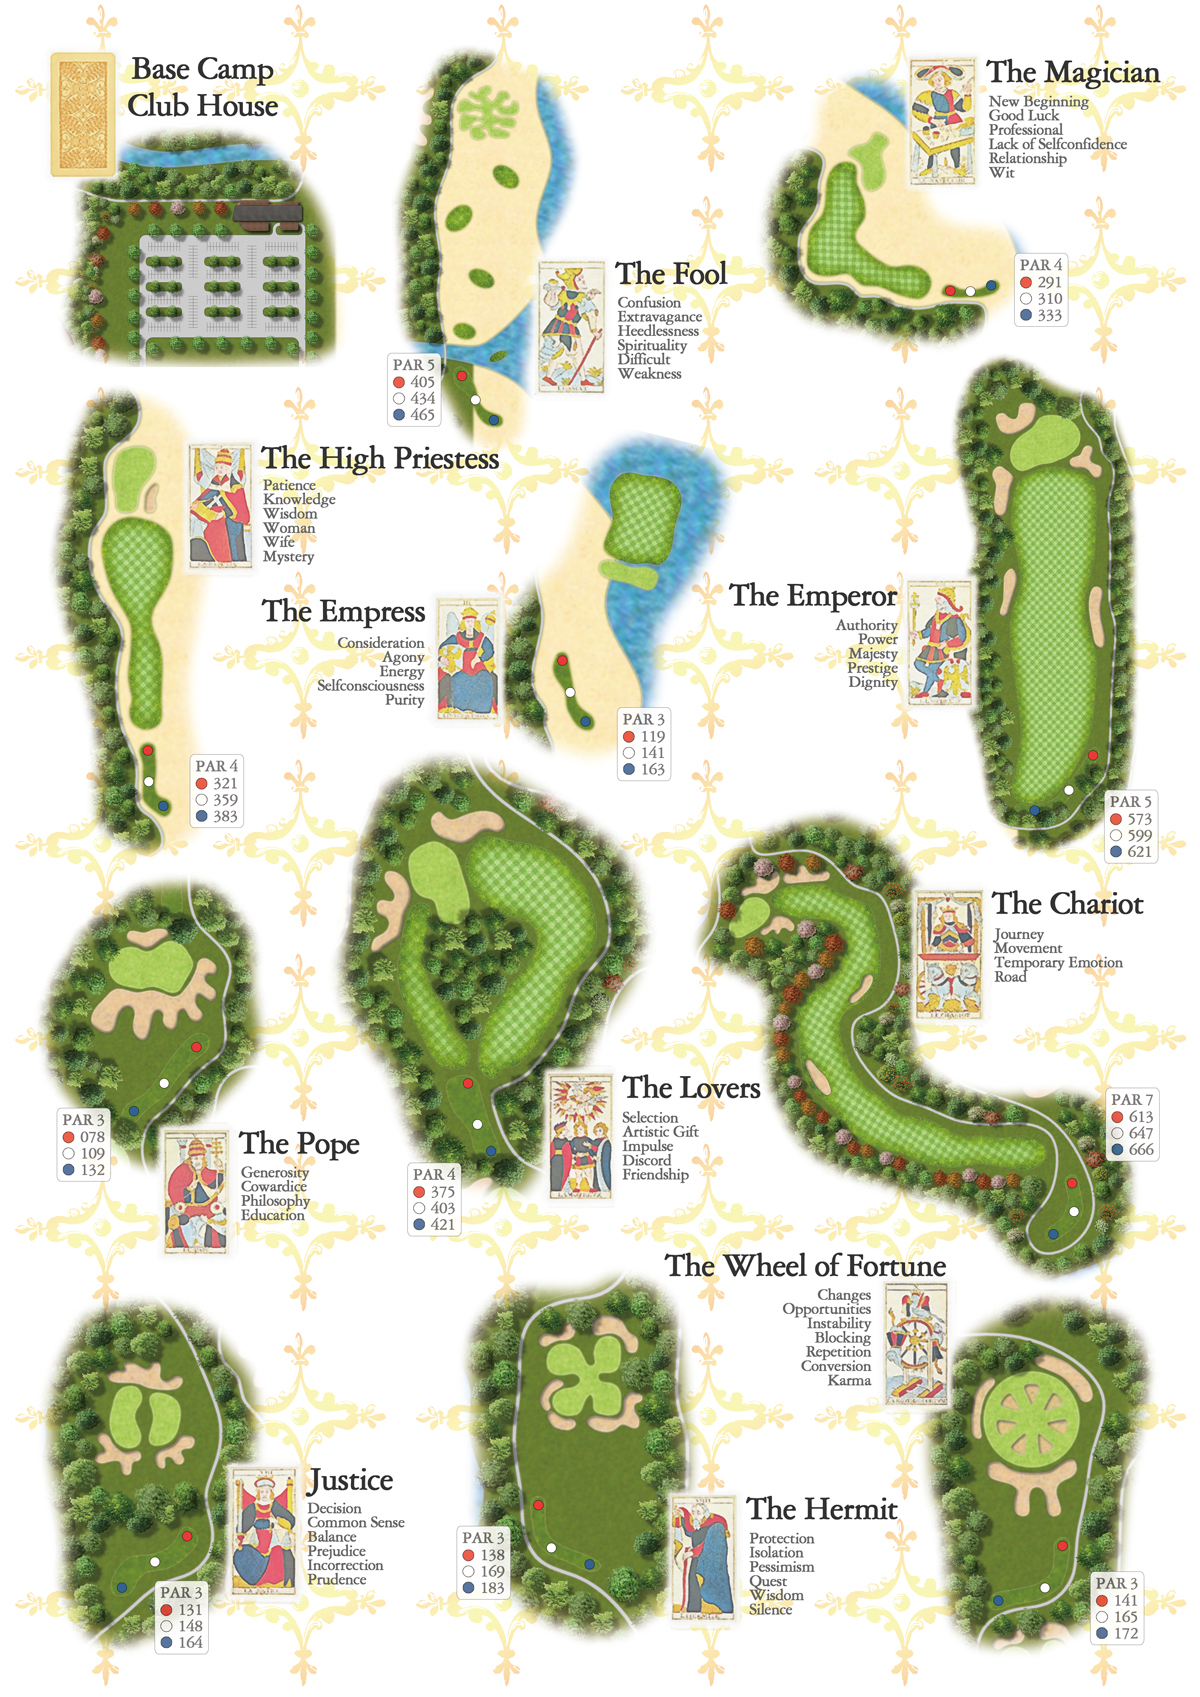 Base Camp
Club House
The Magician
New Beginning
Good Luck
Professional
Lack of Selfconfidence
Relationship
Wit
PAR 4
291
310
333
The Fool
Confusion
Extravagance
Heedlessness
Spirituality
Difficult
Weakness
PAR 5
405
434
465
The High Priestess
Patience
Knowledge
Wisdom
Woman
Wife
Mystery
PAR 4
321
359
383
The Empress
Consideration
Agony
Energy
Selfconsciousness
Purity
PAR 3
119
141
163
The Emperor
Authority
Power
Majesty
Prestige
Dignity
PAR 5
573
599
621
The Chariot
Journey
Movement
Temporary Emotion
Road
PAR 7
613
647
666
The Lovers
Selection
Artistic Gift
Impulse
Discord
Friendship
PAR 4
375
403
421
PAR 3
078
109
132
The Pope
Generosity
Cowardice
Philosophy
Education
The Wheel of Fortune
Changes
Opportunities
Instability
Blocking
Repetition
Conversion
Karma
PAR 3
141
165
172
Justice
Decision
Common Sense
Balance
Prejudice
Incorrection
Prudence
PAR 3
131
148
164
The Hermit
Protection
Isolation
Pessimism
Quest
Wisdom
Silence
PAR 3
138
169
183